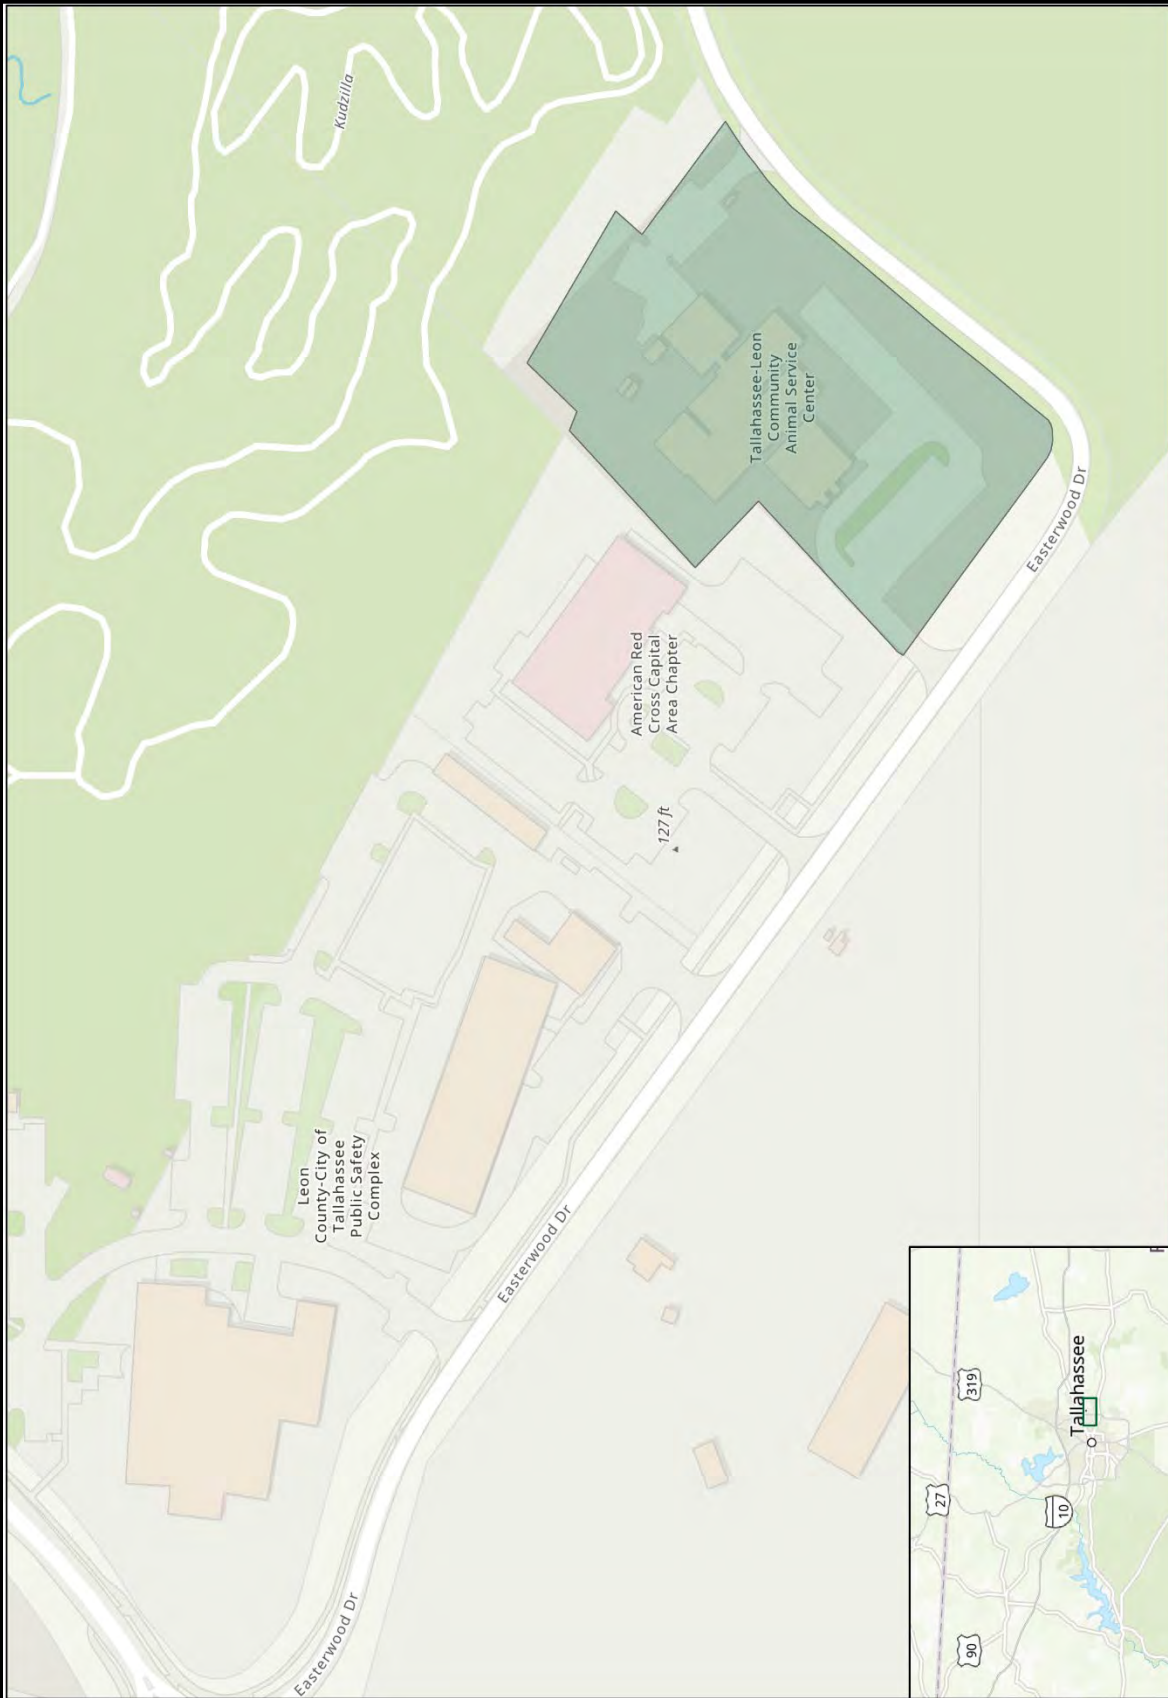 Kudzilla
Tallahassee-Leon
Community
Animal Service
Center
Easterwood Dr
American Red
Cross Capital
Area Chapter
127 ft
Leon
County-City of
Tallahassee
Public Safety
Complex
Easterwood Dr
Easterwood Dr
319
Tallahassee
27
10
90